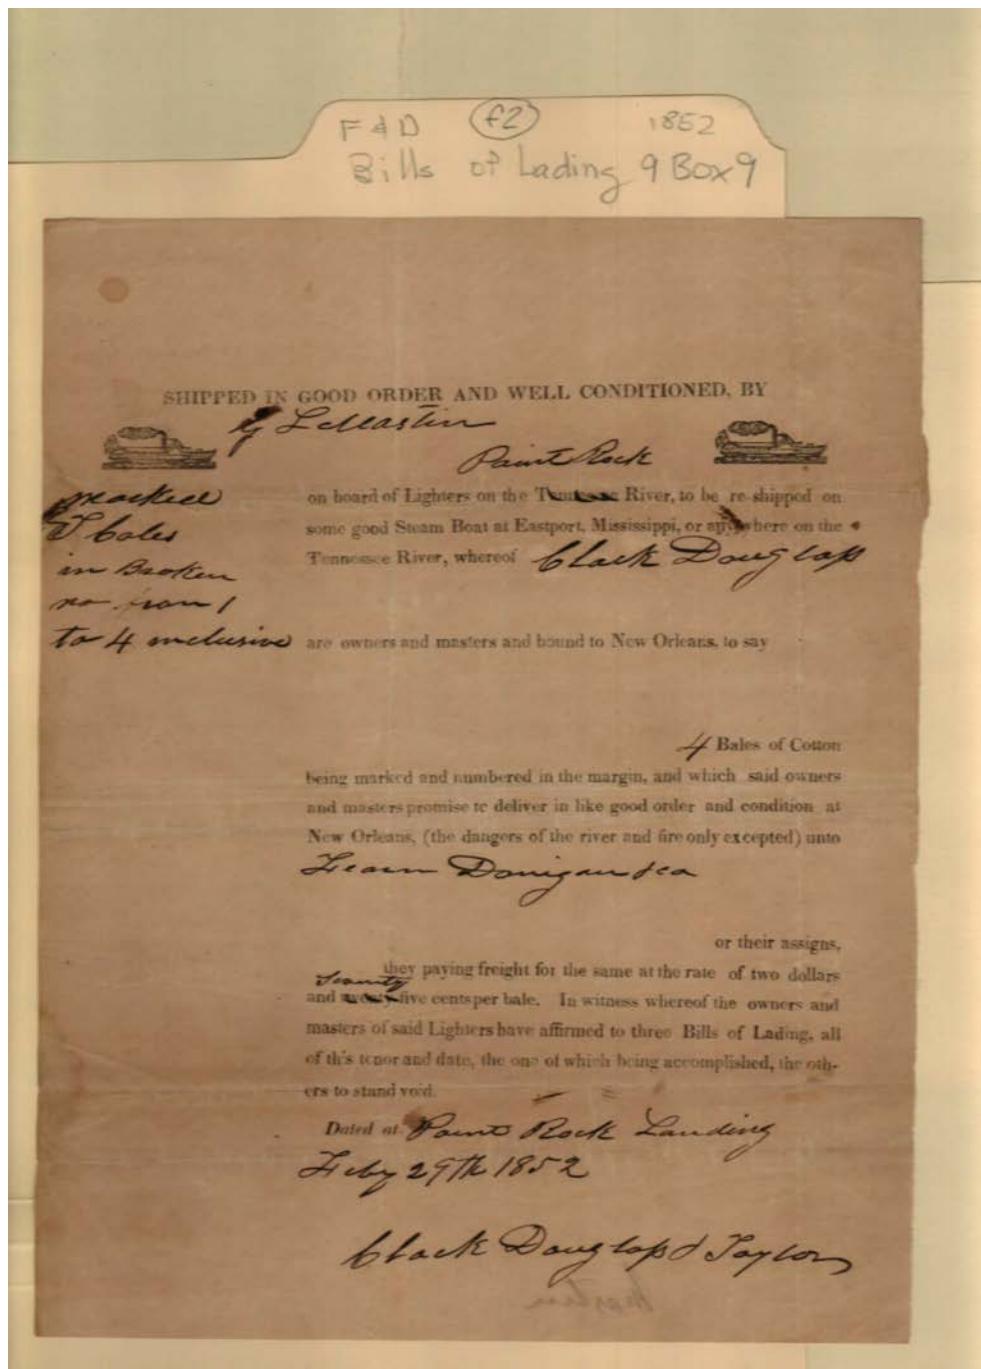 F & D f2 1852
Bills of Lading 9 Box 9
SHIPPED IN GOOD ORDER AND WELL CONDITIONED, BY
Paint Rock
on board of Lighters on the Tennessee River, to be re-shipped on
some good Steam Boat at Eastport, Mississippi, or anywhere on the
Tennessee River, whereof Clack Douglass
marked
in Broken
no from 1
to 4 inclusive
are owners and masters and bound to New Orleans, to say
4 Bales of Cotton
being marked and numbered in the margin, and which said owners
and masters promise to deliver in like good order and condition at
New Orleans, (the dangers of the river and fire only excepted) unto
Fearn Donigan & co
or their assigns,
they paying freight for the same at the rate of two dollars
and twenty-five cents per bale. In witness whereof the owners and
masters of said Lighters have affirmed to three Bills of Lading, all
of this tenor and date, the one of which being accomplished, the oth-
ers to stand void.
Dated at Paint Rock Landing
Feby 29th 1852
Clack Douglass & Taylor